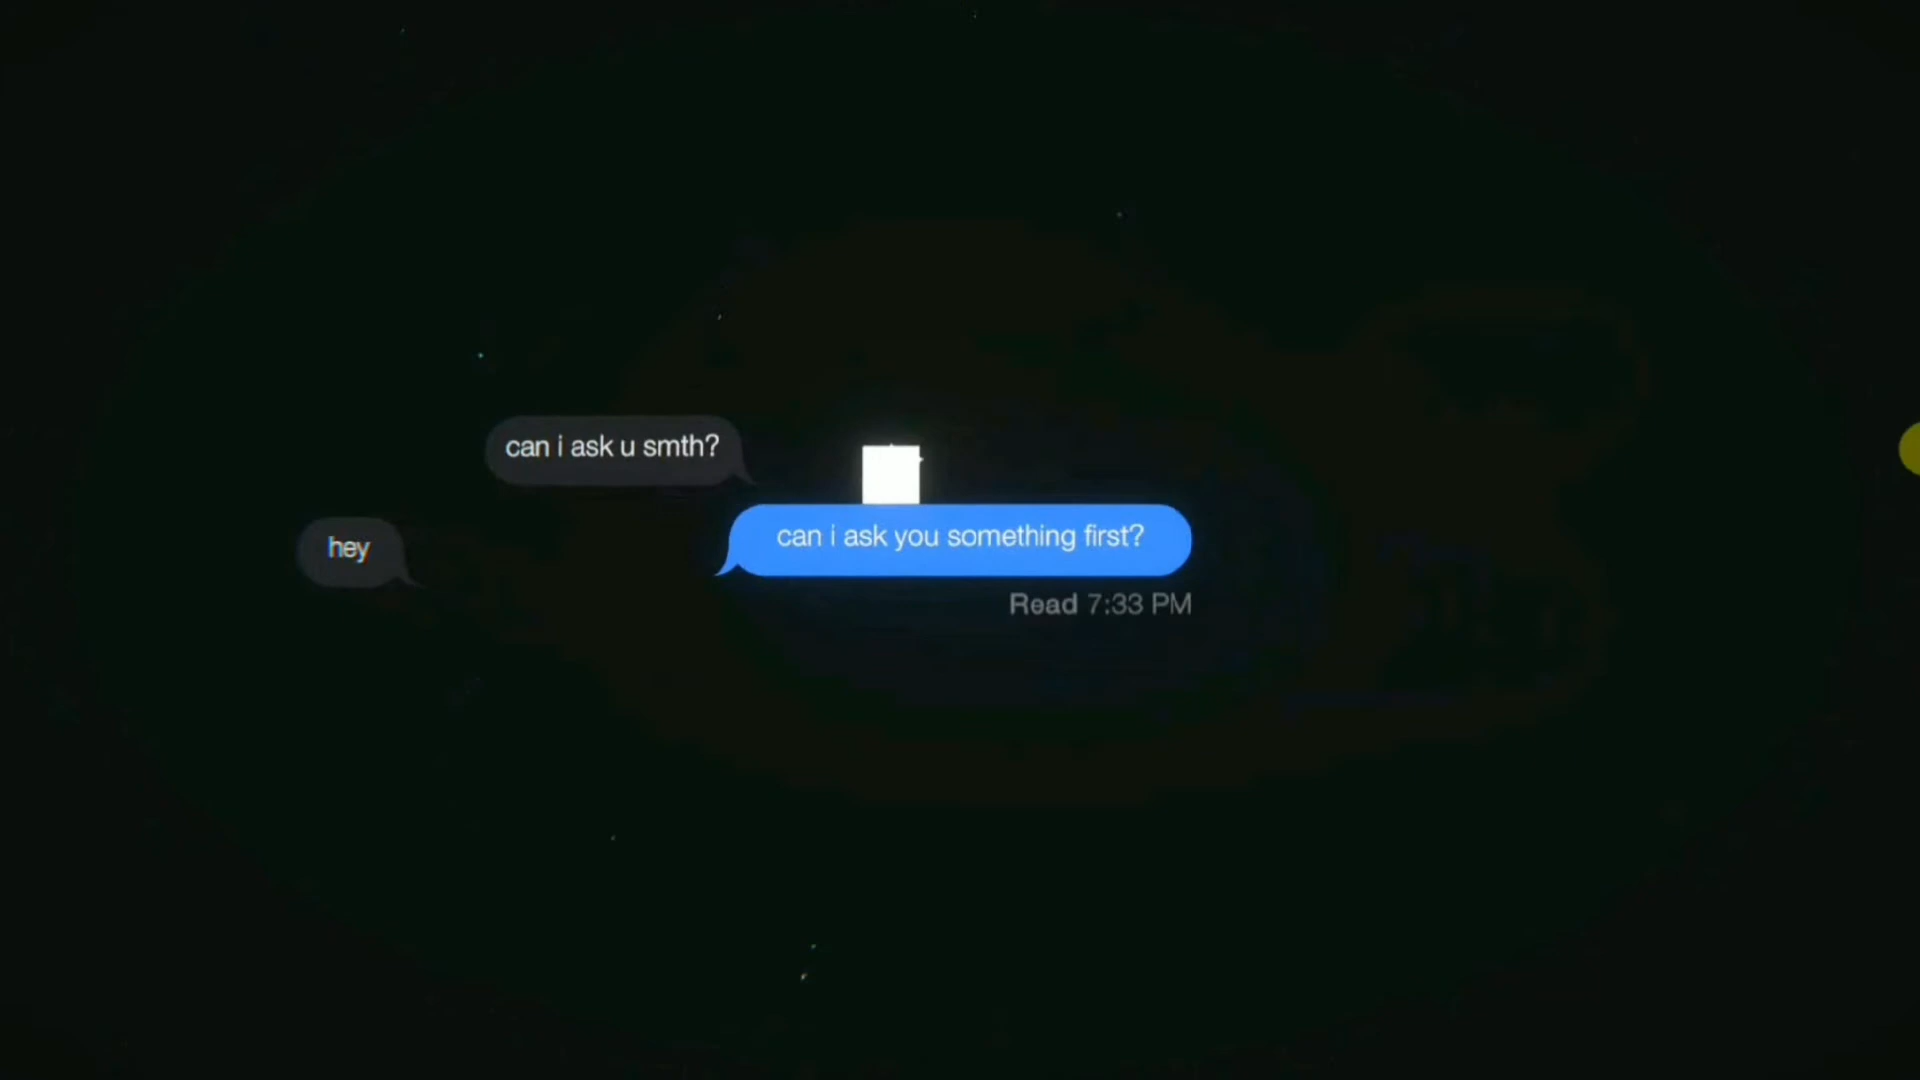 can i ask u smth?
hey
can i ask you something first?
Read 7:33 PM